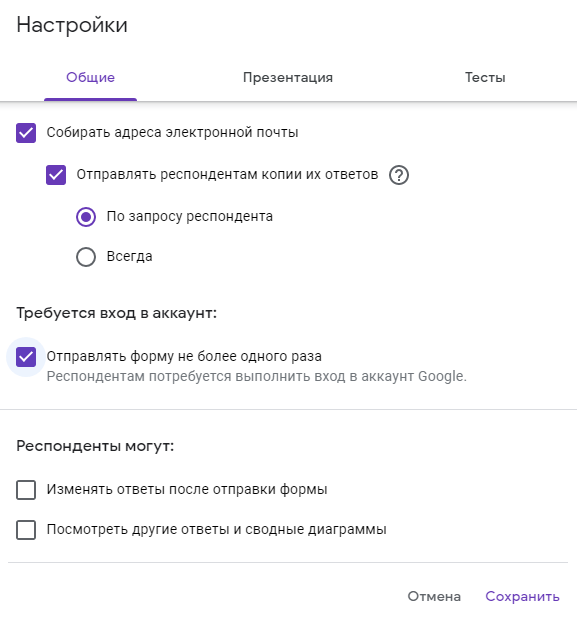 Настройки
Общие Презентация Тесты
Собирать адреса электронной почты
Отправлять респондентам копии их ответов ?
По запросу респондента
Всегда
Требуется вход в аккаунт:
Отправлять форму не более одного раза
Респондентам потребуется выполнить вход в аккаунт Google.
Респонденты могут:
Изменять ответы после отправки формы
Посмотреть другие ответы и сводные диаграммы
Отмена Сохранить